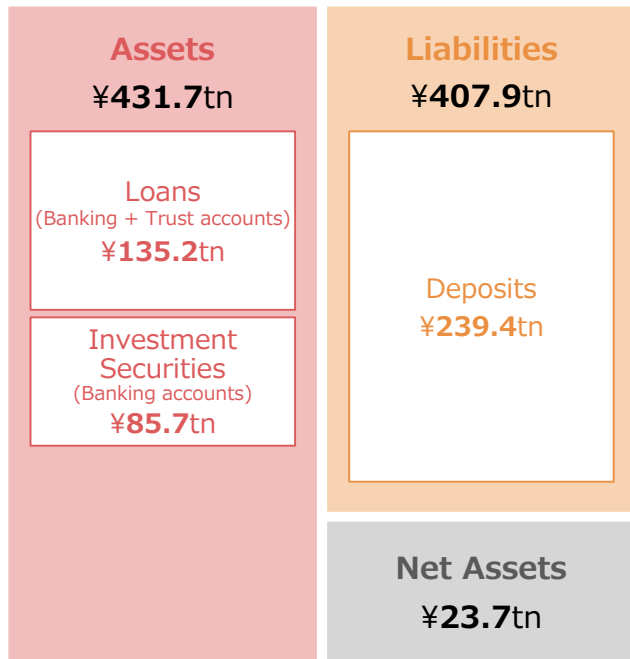 Assets
¥431.7tn
Loans
(Banking + Trust accounts)
¥135.2tn
Investment
Securities
(Banking accounts)
¥85.7tn
Liabilities
¥407.9tn
Deposits
¥239.4tn
Net Assets
¥23.7tn